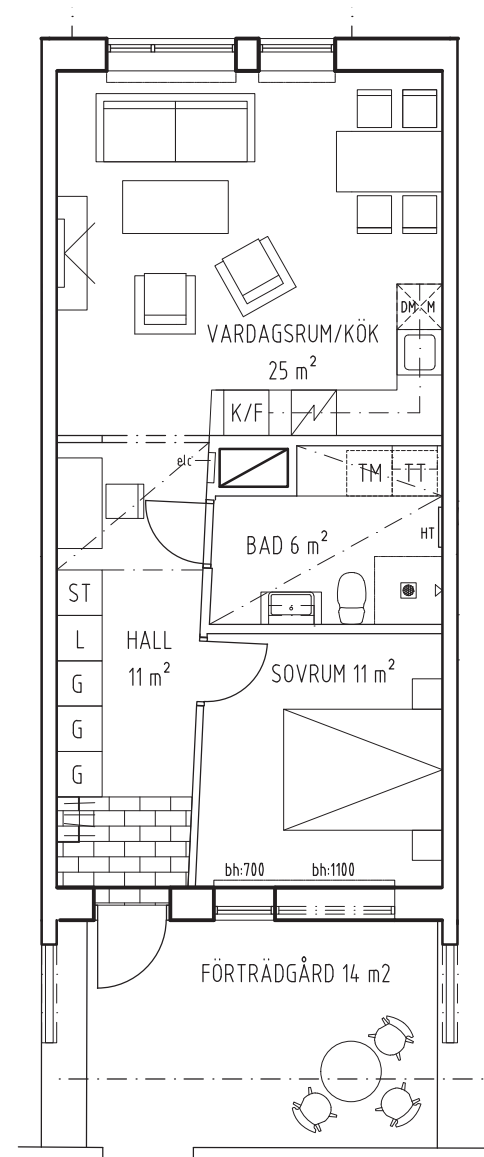 DM M
VARDAGSRUM/KÖK
25 m²
K/F
elc
TM TT
HT
BAD 6 m²
ST
L
HALL
11 m²
SOVRUM 11 m²
G
G
G
bh:700 bh:1100
FÖRTRÄDGÅRD 14 m2